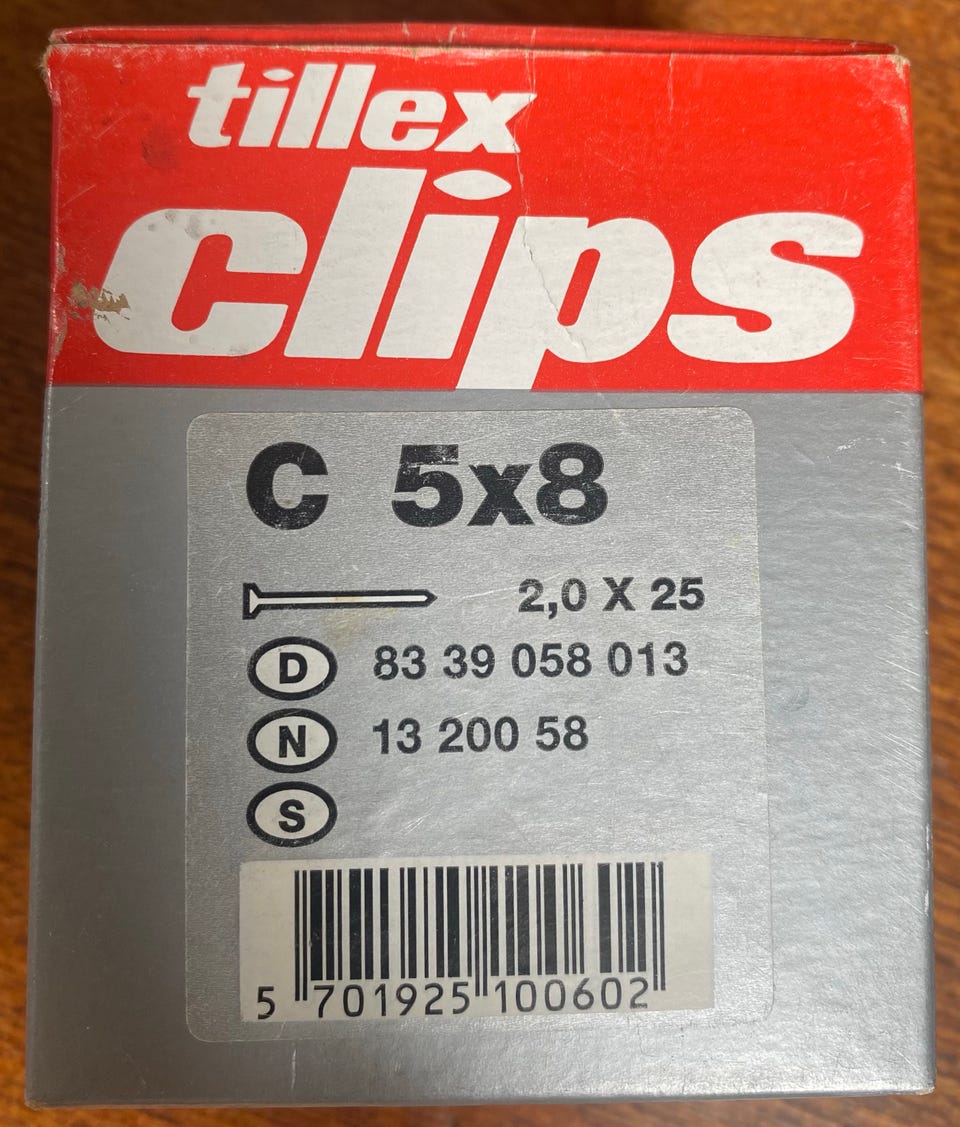 tillex
clips
C 5x8
2,0 X 25
D 83 39 058 013
N 13 200 58
S
5 701925 100602